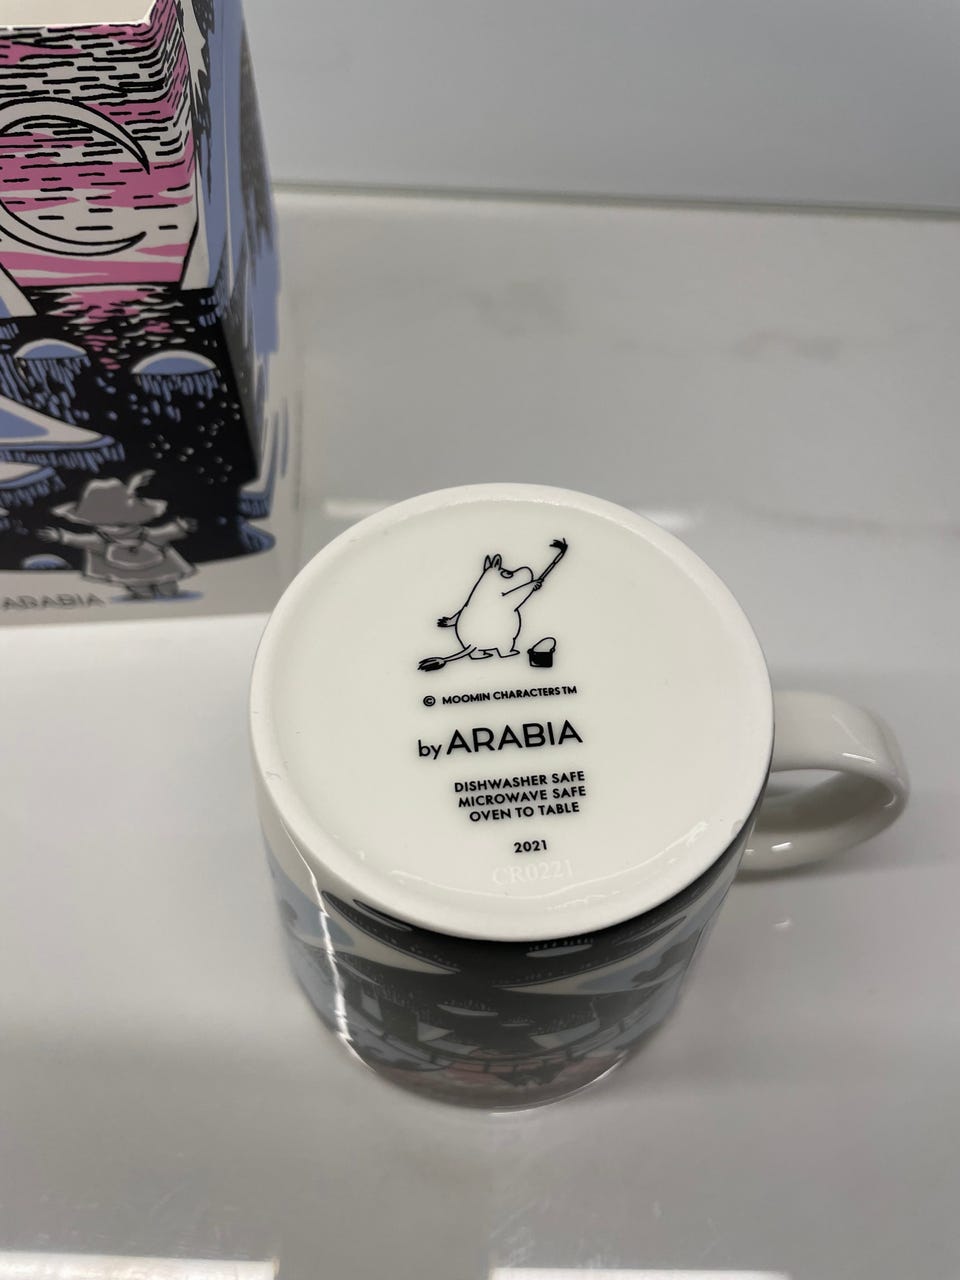 ARABIA
© MOOMIN CHARACTERS TM
by ARABIA
DISHWASHER SAFE
MICROWAVE SAFE
OVEN TO TABLE
2021
CR0221